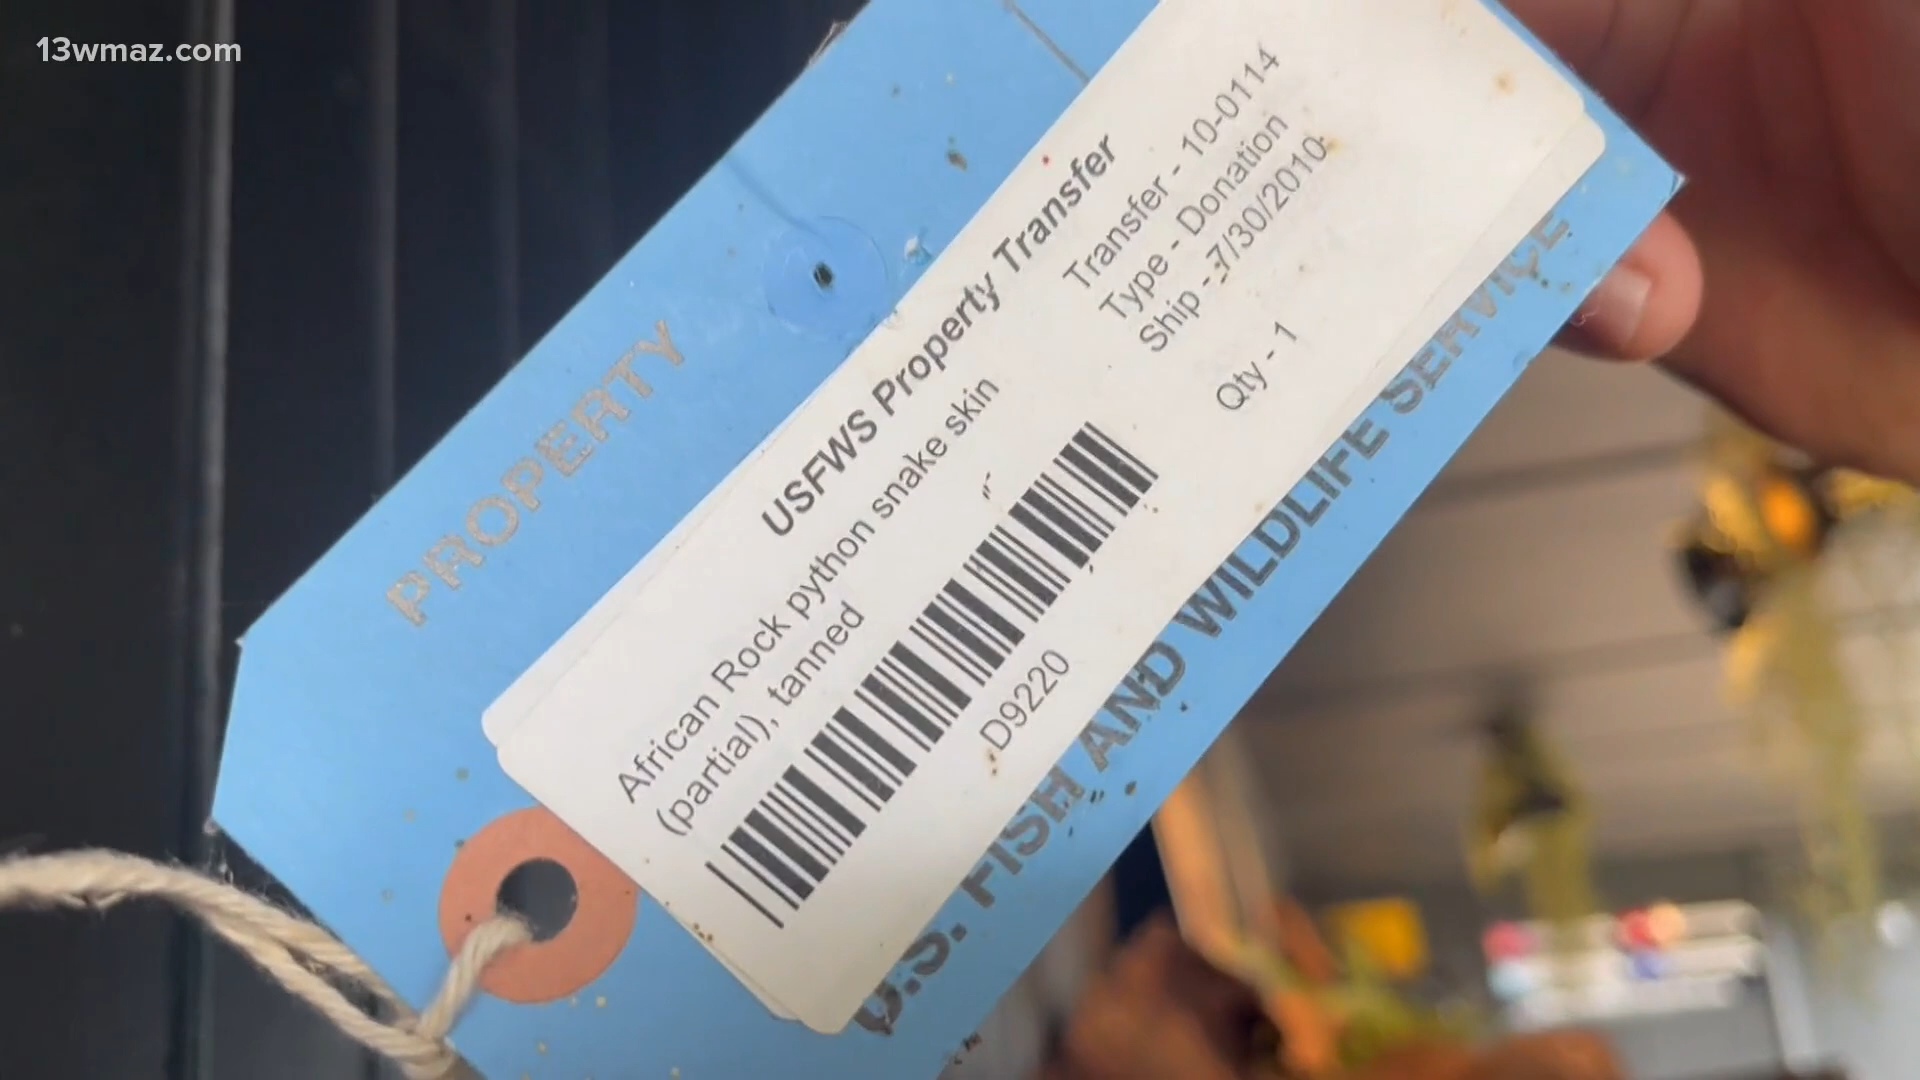 13wmaz.com
PROPERTY
USFWS Property Transfer
African Rock python snake skin
(partial), tanned
Transfer - 10-0114
Type - Donation
Ship - 7/30/2010
Qty - 1
D9220
U.S. FISH AND WILDLIFE SERVICE